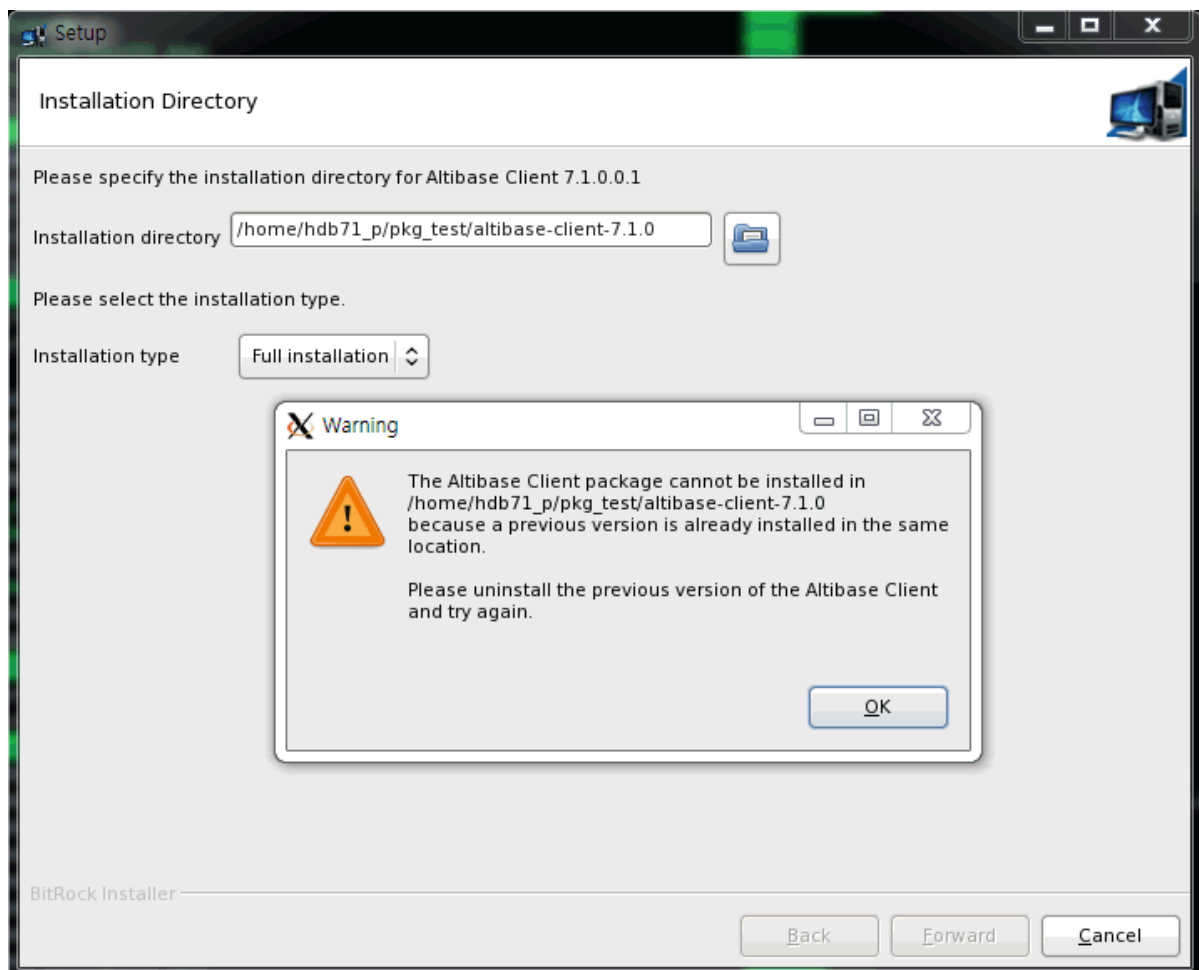 Setup
Installation Directory
Please specify the installation directory for Altibase Client 7.1.0.0.1
Installation directory /home/hdb71_p/pkg_test/altibase-client-7.1.0
Please select the installation type.
Installation type Full installation
Warning
The Altibase Client package cannot be installed in
/home/hdb71_p/pkg_test/altibase-client-7.1.0
because a previous version is already installed in the same
location.
Please uninstall the previous version of the Altibase Client
and try again.
OK
BitRock Installer
Back Forward Cancel